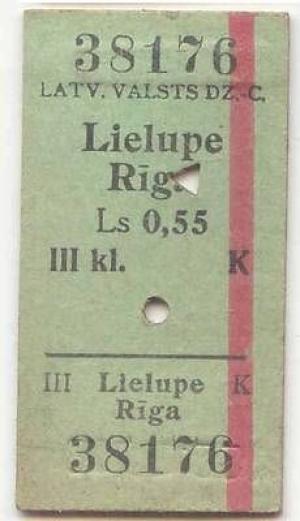 38176
LATV. VALSTS DZ.-C.
Lielupe
Rīga
Ls 0,55
III kl. K
III Lielupe K
Rīga
38176